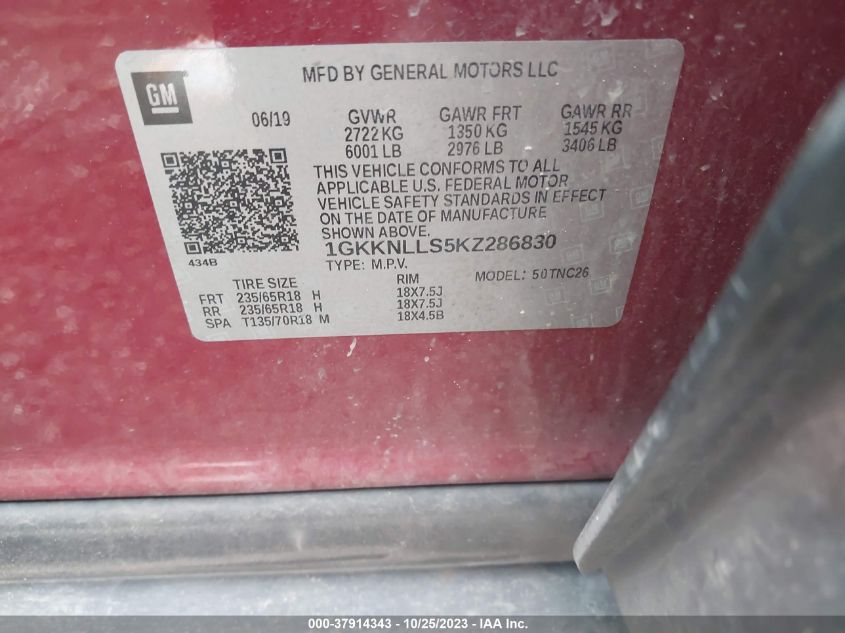 MFD BY GENERAL MOTORS LLC
GM
06/19 GVWR GAWR FRT GAWR RR
2722 KG 1350 KG 1545 KG
6001 LB 2976 LB 3406 LB
THIS VEHICLE CONFORMS TO ALL
APPLICABLE U.S. FEDERAL MOTOR
VEHICLE SAFETY STANDARDS IN EFFECT
ON THE DATE OF MANUFACTURE
SHOWN ABOVE.
1GKKNLLS5KZ286830
434B
TYPE: M.P.V. MODEL: 50TNC26
TIRE SIZE RIM
FRT 235/65R18 H 18X7.5J
RR 235/65R18 H 18X7.5J
SPA T135/70R18 M 18X4.5B
000-37914343 - 10/25/2023 - IAA Inc.